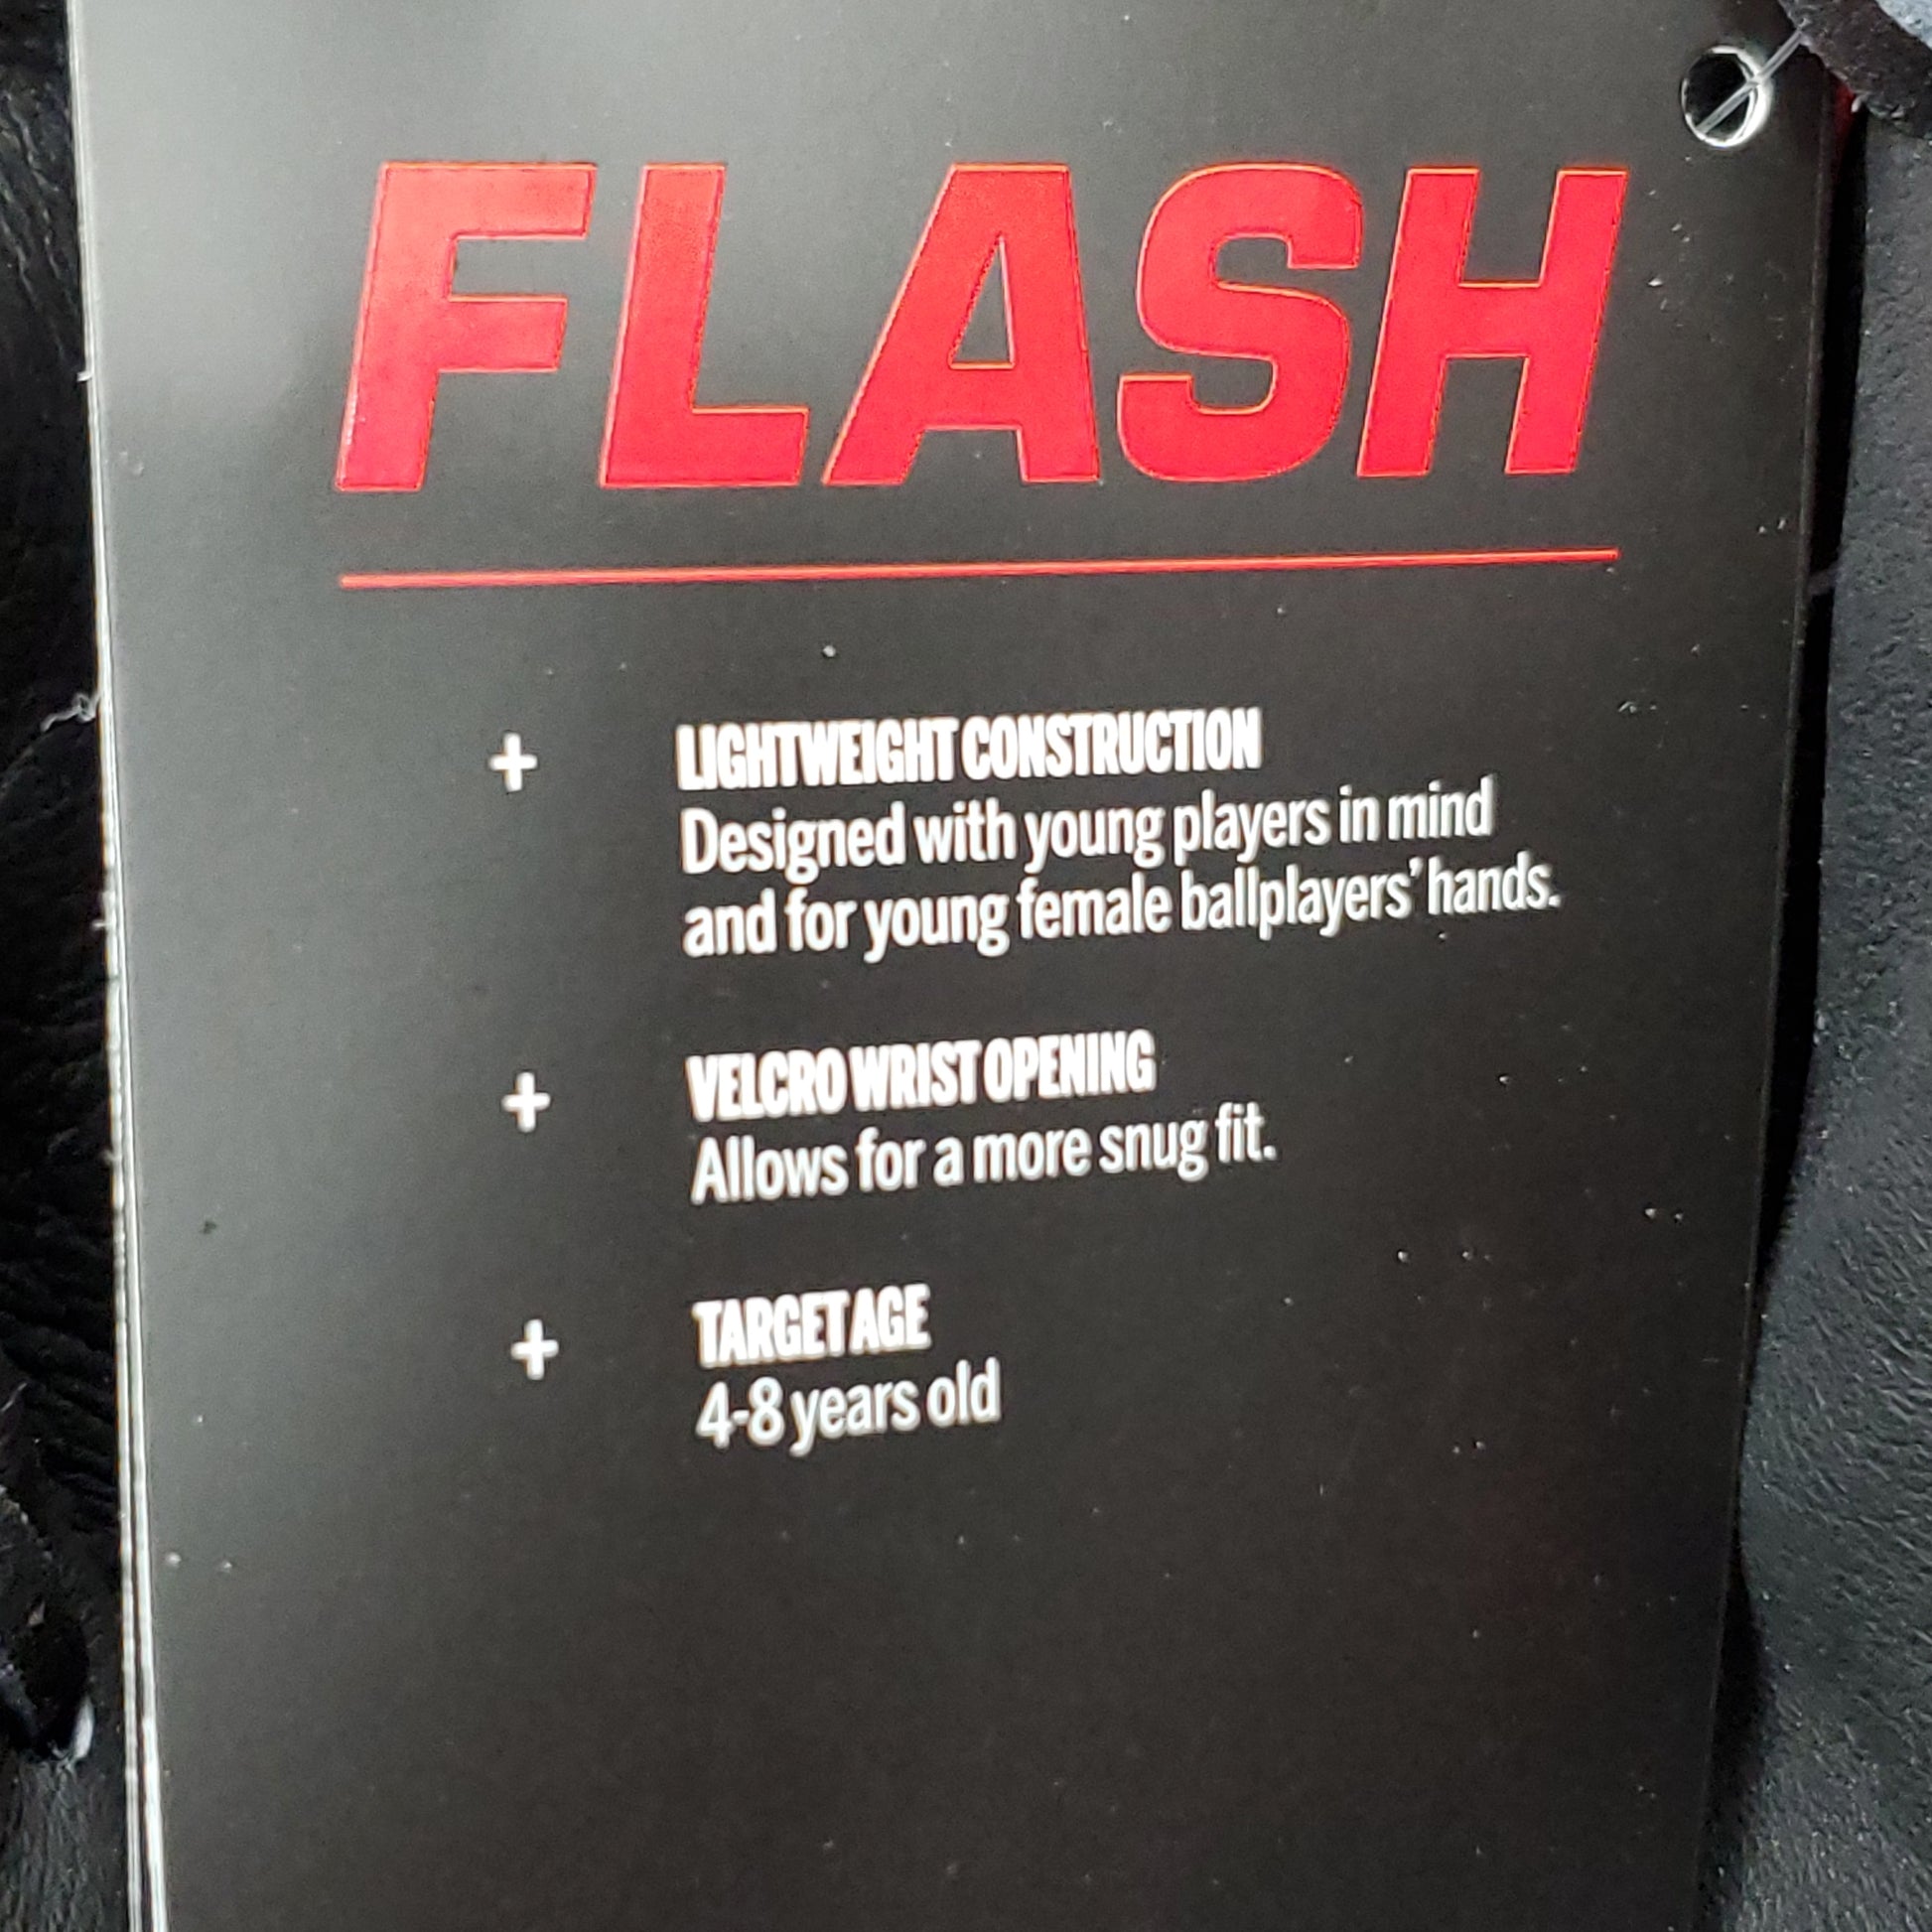 FLASH
+ LIGHTWEIGHT CONSTRUCTION
Designed with young players in mind
and for young female ballplayers' hands.
+ VELCRO WRIST OPENING
Allows for a more snug fit.
+ TARGET AGE
4-8 years old